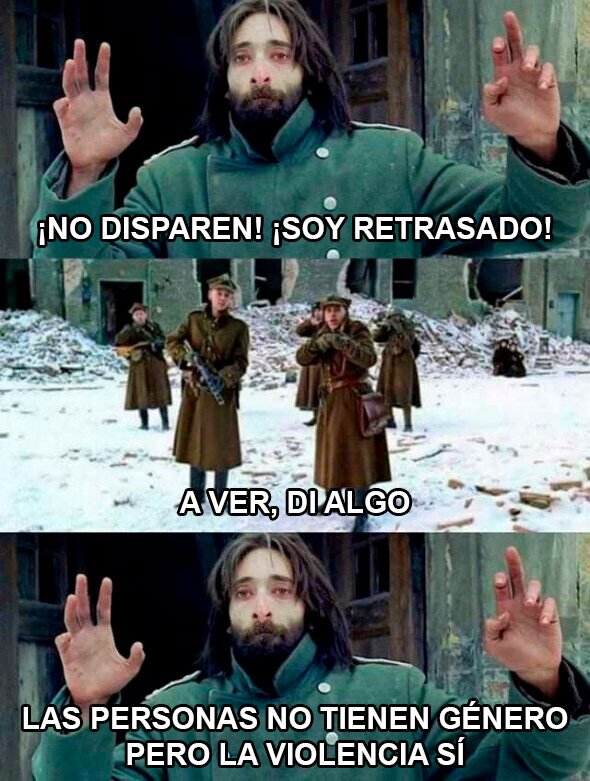 ¡NO DISPAREN! ¡SOY RETRASADO!
A VER, DI ALGO
LAS PERSONAS NO TIENEN GÉNERO
PERO LA VIOLENCIA SÍ